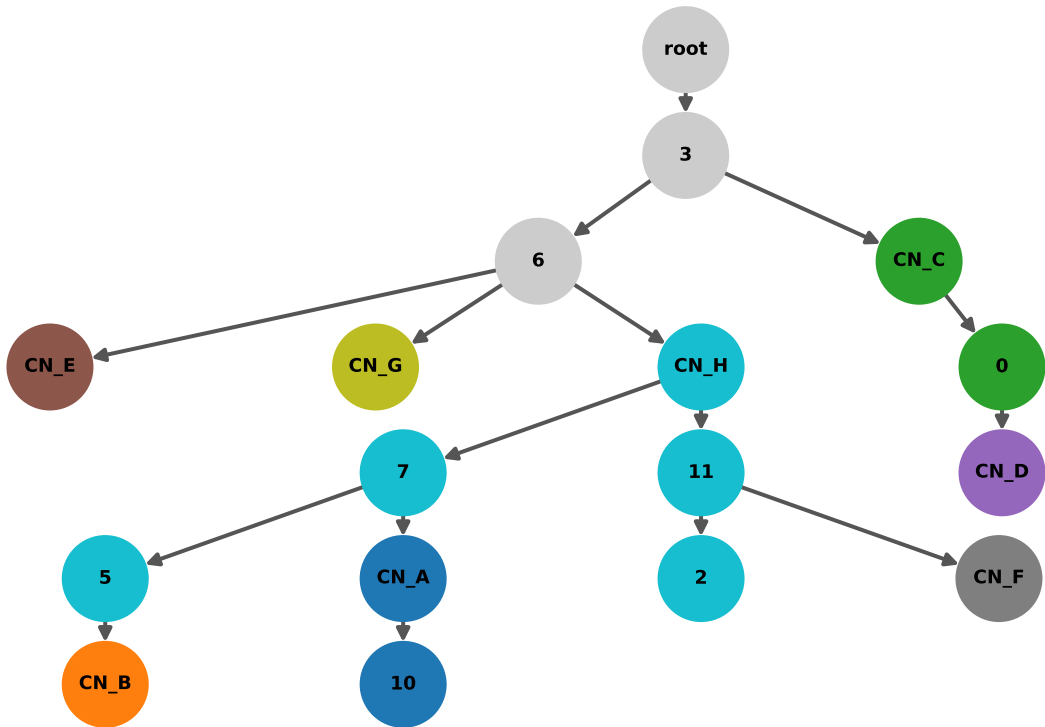 root
3
6
CN_C
CN_E
CN_G
CN_H
0
7
11
CN_D
5
CN_A
2
CN_F
CN_B
10